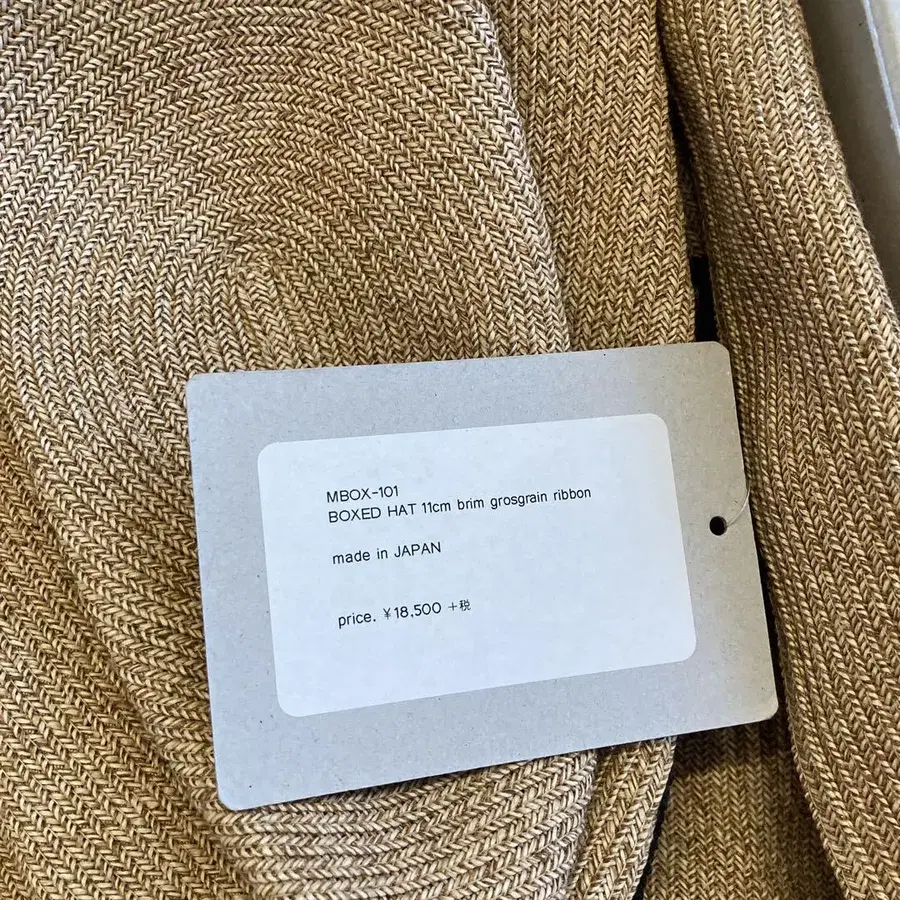 MBOX-101
BOXED HAT 11cm brim grosgrain ribbon
made in JAPAN
price. ¥18,500 +税